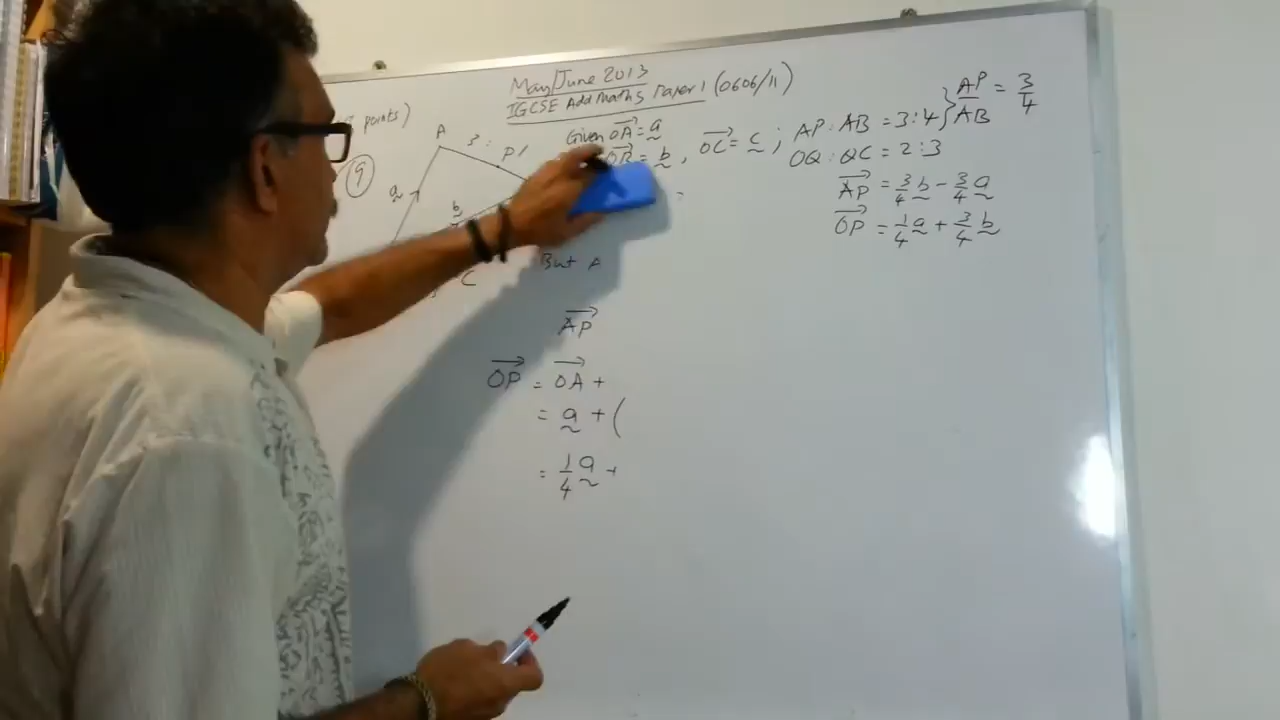 May/June 2013
IGCSE Add Maths Paper 1 (0606/11)
points)
9
A
3 :
P 1
a
b
C
Given OA = a
OB = b , OC = c ; AP : AB = 3 : 4 } AP/AB = 3/4
OQ : QC = 2 : 3
AP = 3/4 b - 3/4 a
OP = 1/4 a + 3/4 b
=
But A
AP
OP = OA +
= a + (
= 1/4 a +